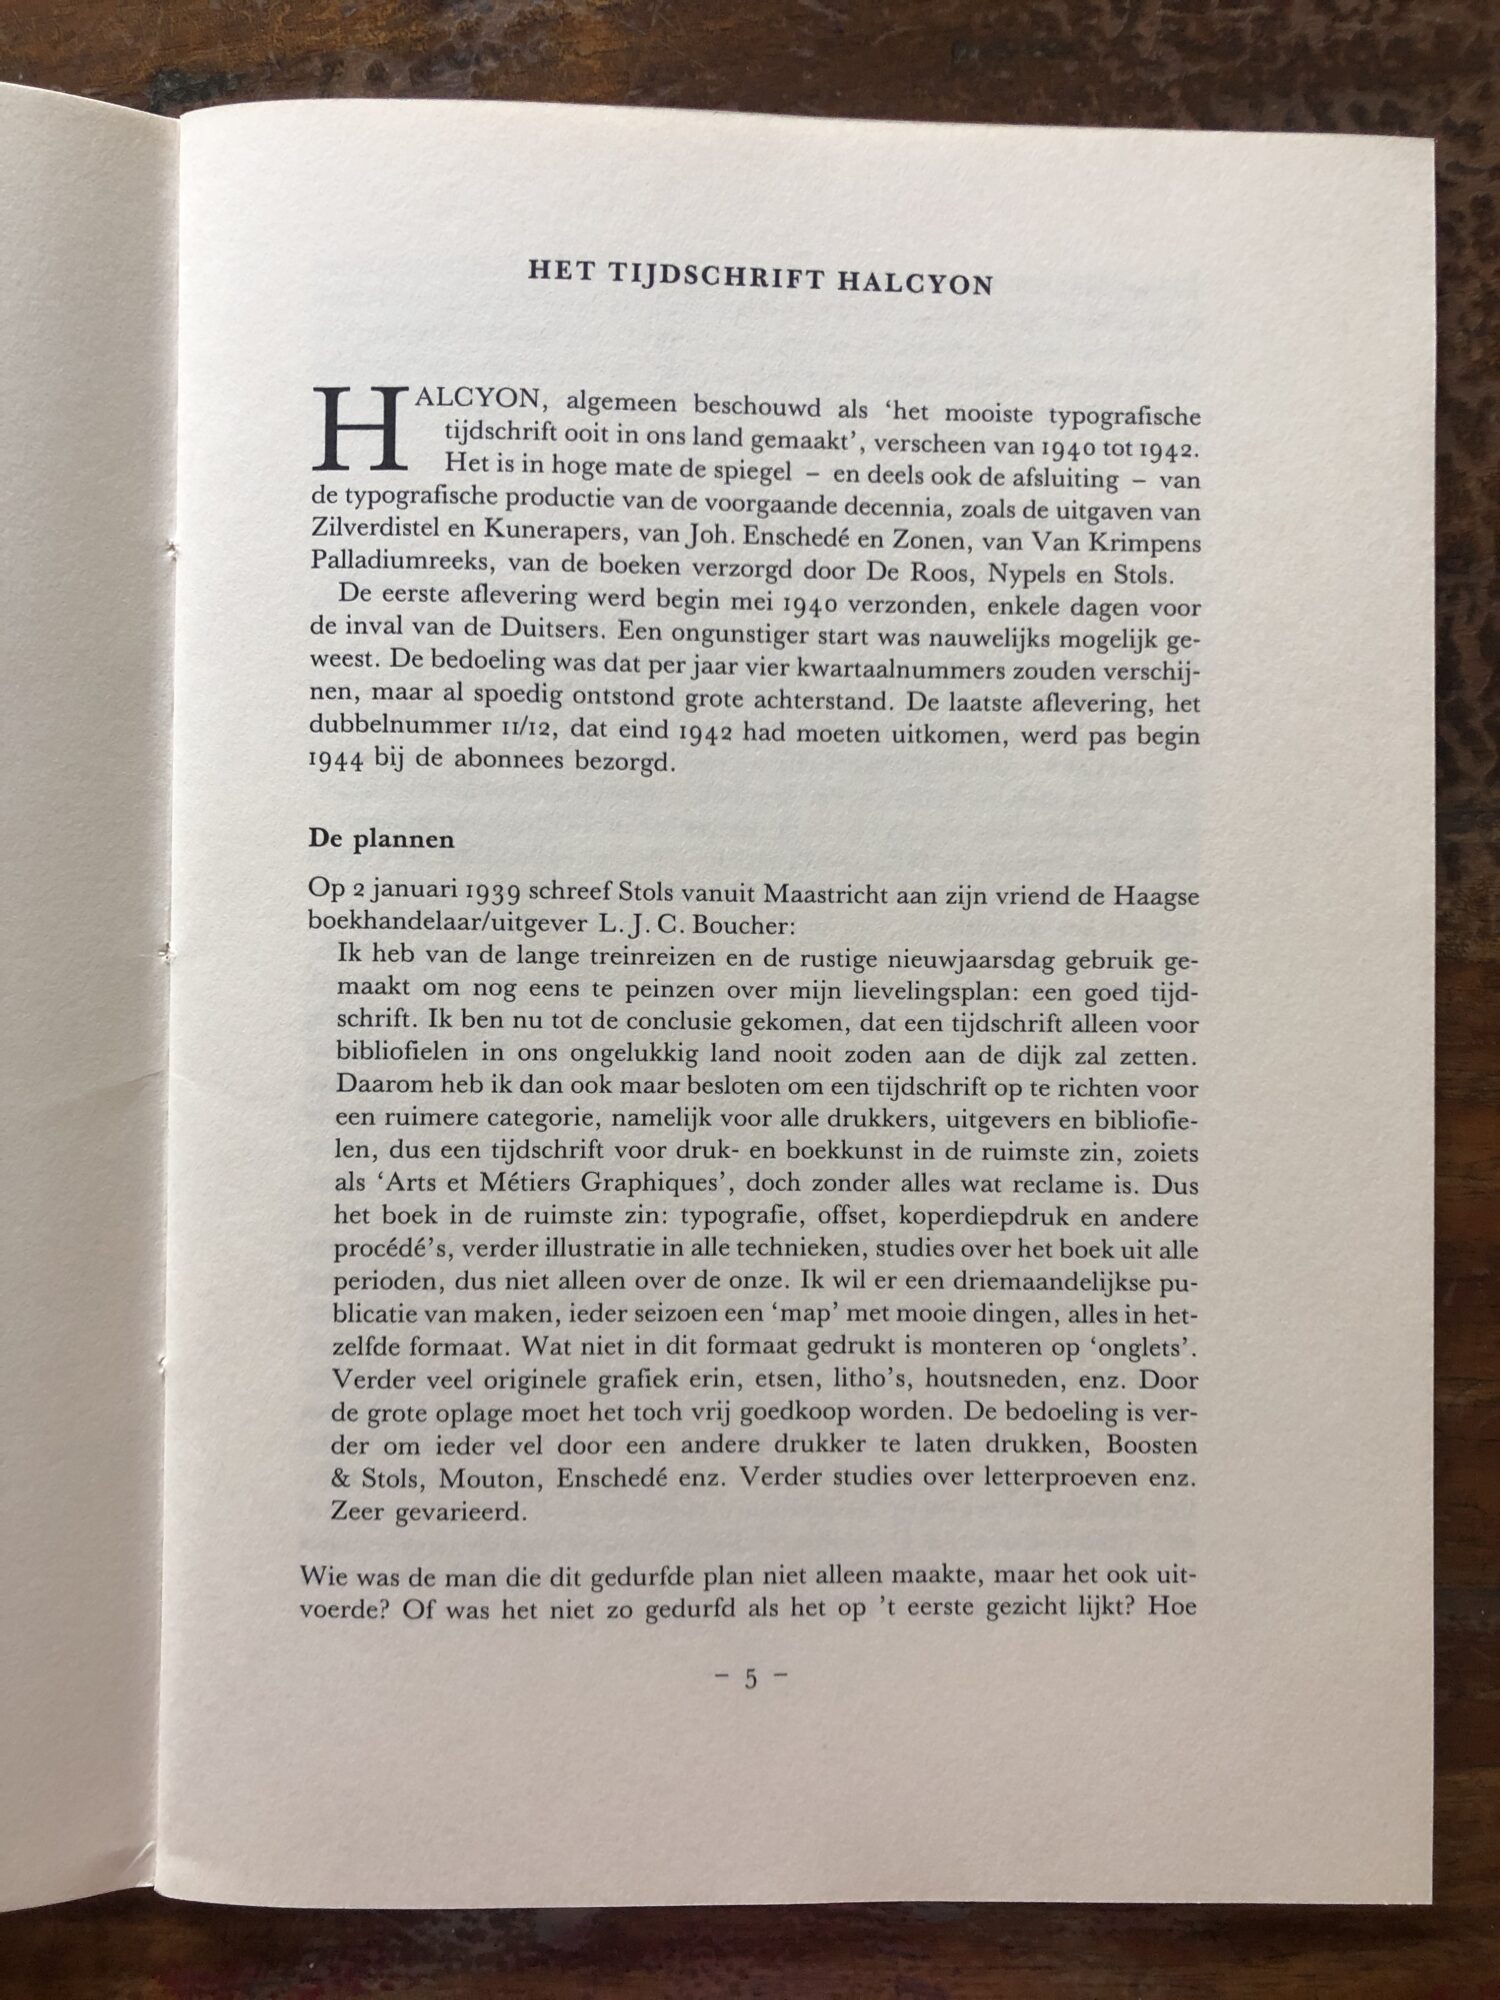 HET TIJDSCHRIFT HALCYON
HALCYON, algemeen beschouwd als ‘het mooiste typografische
tijdschrift ooit in ons land gemaakt’, verscheen van 1940 tot 1942.
Het is in hoge mate de spiegel – en deels ook de afsluiting – van
de typografische productie van de voorgaande decennia, zoals de uitgaven van
Zilverdistel en Kunerapers, van Joh. Enschedé en Zonen, van Van Krimpens
Palladiumreeks, van de boeken verzorgd door De Roos, Nypels en Stols.
De eerste aflevering werd begin mei 1940 verzonden, enkele dagen voor
de inval van de Duitsers. Een ongunstiger start was nauwelijks mogelijk ge-
weest. De bedoeling was dat per jaar vier kwartaalnummers zouden verschij-
nen, maar al spoedig ontstond grote achterstand. De laatste aflevering, het
dubbelnummer 11/12, dat eind 1942 had moeten uitkomen, werd pas begin
1944 bij de abonnees bezorgd.
De plannen
Op 2 januari 1939 schreef Stols vanuit Maastricht aan zijn vriend de Haagse
boekhandelaar/uitgever L. J. C. Boucher:
Ik heb van de lange treinreizen en de rustige nieuwjaarsdag gebruik ge-
maakt om nog eens te peinzen over mijn lievelingsplan: een goed tijd-
schrift. Ik ben nu tot de conclusie gekomen, dat een tijdschrift alleen voor
bibliofielen in ons ongelukkig land nooit zoden aan de dijk zal zetten.
Daarom heb ik dan ook maar besloten om een tijdschrift op te richten voor
een ruimere categorie, namelijk voor alle drukkers, uitgevers en bibliofie-
len, dus een tijdschrift voor druk- en boekkunst in de ruimste zin, zoiets
als ‘Arts et Métiers Graphiques’, doch zonder alles wat reclame is. Dus
het boek in de ruimste zin: typografie, offset, koperdiepdruk en andere
procédé’s, verder illustratie in alle technieken, studies over het boek uit alle
perioden, dus niet alleen over de onze. Ik wil er een driemaandelijkse pu-
blicatie van maken, ieder seizoen een ‘map’ met mooie dingen, alles in het-
zelfde formaat. Wat niet in dit formaat gedrukt is monteren op ‘onglets’.
Verder veel originele grafiek erin, etsen, litho’s, houtsneden, enz. Door
de grote oplage moet het toch vrij goedkoop worden. De bedoeling is ver-
der om ieder vel door een andere drukker te laten drukken, Boosten
& Stols, Mouton, Enschedé enz. Verder studies over letterproeven enz.
Zeer gevarieerd.
Wie was de man die dit gedurfde plan niet alleen maakte, maar het ook uit-
voerde? Of was het niet zo gedurfd als het op ’t eerste gezicht lijkt? Hoe
– 5 –